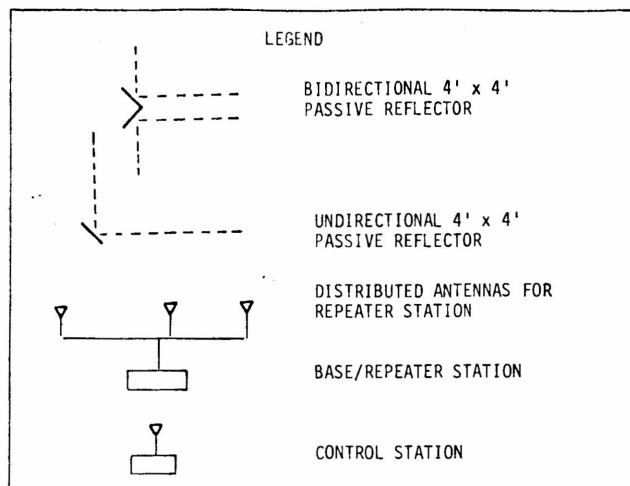 LEGEND
BIDIRECTIONAL 4' x 4'
PASSIVE REFLECTOR
UNDIRECTIONAL 4' x 4'
PASSIVE REFLECTOR
DISTRIBUTED ANTENNAS FOR
REPEATER STATION
BASE/REPEATER STATION
CONTROL STATION